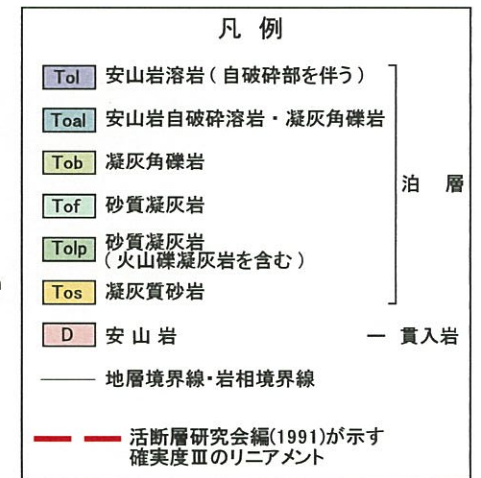 凡 例
Tol 安山岩溶岩（自破砕部を伴う）
Toal 安山岩自破砕溶岩・凝灰角礫岩
Tob 凝灰角礫岩
泊 層
Tof 砂質凝灰岩
Tolp 砂質凝灰岩
（火山礫凝灰岩を含む）
Tos 凝灰質砂岩
D 安 山 岩 ― 貫入岩
地層境界線・岩相境界線
活断層研究会編(1991)が示す
確実度Ⅲのリニアメント